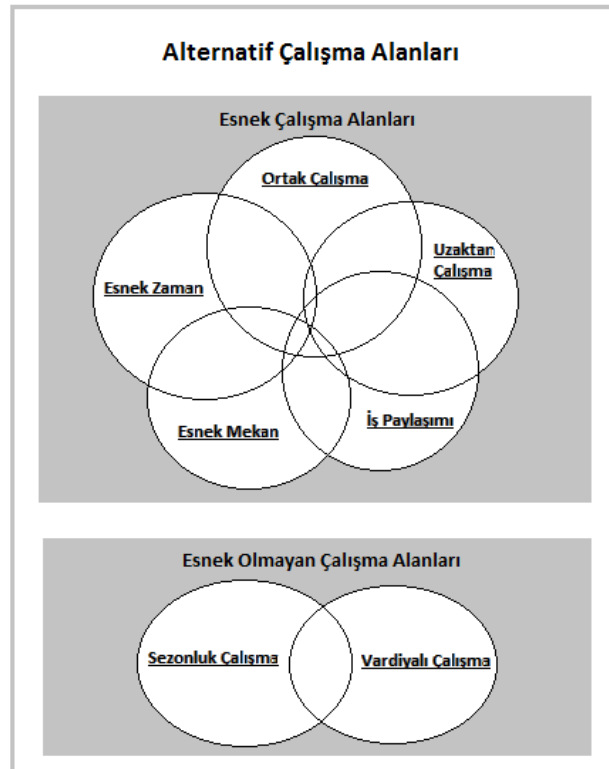 Alternatif Çalışma Alanları
Esnek Çalışma Alanları
Ortak Çalışma
Uzaktan
Çalışma
Esnek Zaman
Esnek Mekan
İş Paylaşımı
Esnek Olmayan Çalışma Alanları
Sezonluk Çalışma
Vardiyalı Çalışma